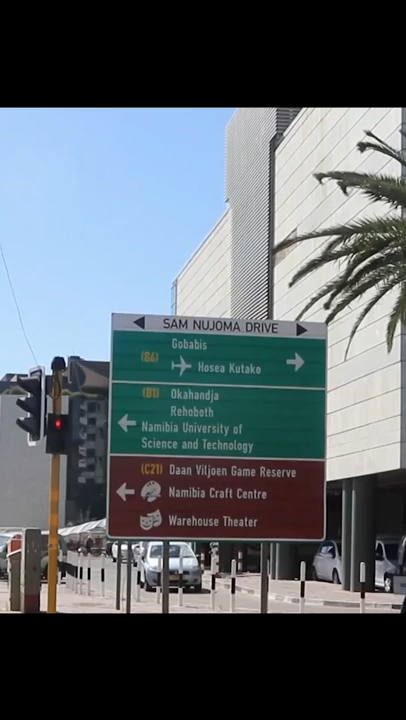 SAM NUJOMA DRIVE
Gobabis
(B6) Hosea Kutako
(B1) Okahandja
Rehoboth
Namibia University of
Science and Technology
(C21) Daan Viljoen Game Reserve
Namibia Craft Centre
Warehouse Theater